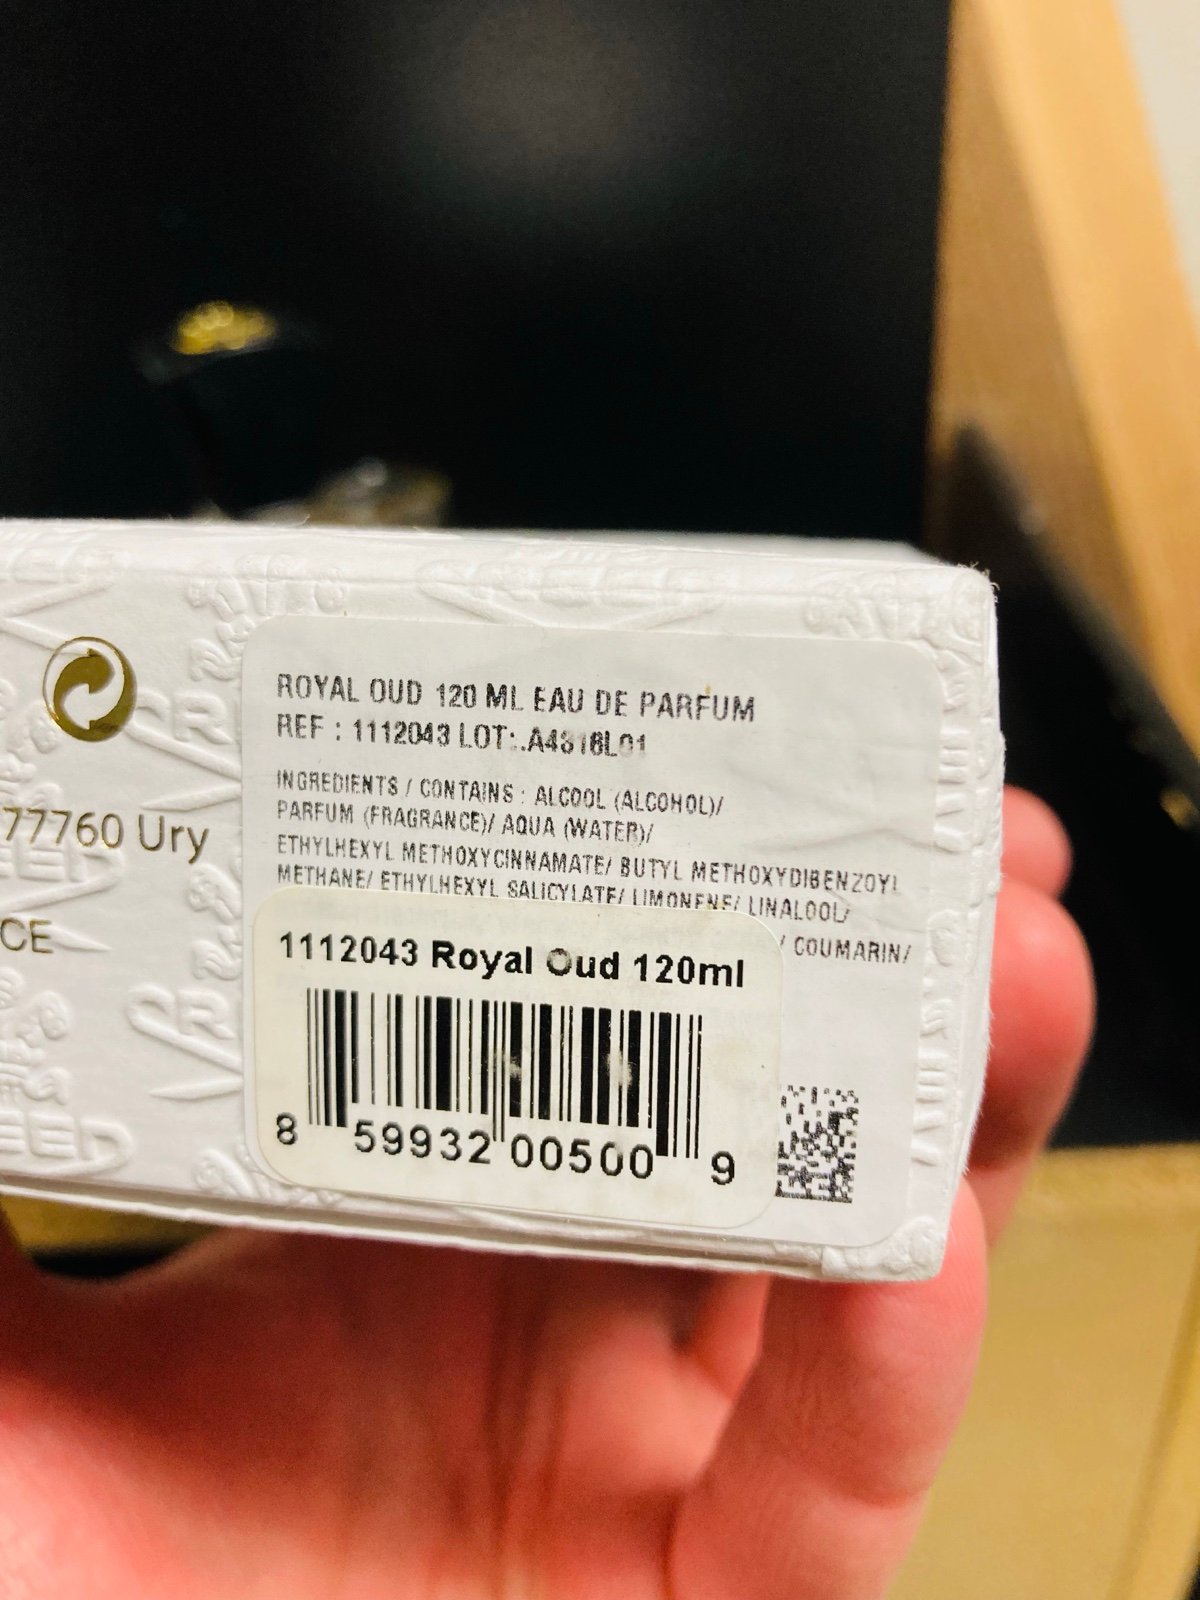 77760 Ury
CE
ROYAL OUD 120 ML EAU DE PARFUM
REF : 1112043 LOT:.A4316L01
INGREDIENTS / CONTAINS : ALCOOL (ALCOHOL)/
PARFUM (FRAGRANCE)/ AQUA (WATER)/
ETHYLHEXYL METHOXYCINNAMATE/ BUTYL METHOXYDIBENZOYL
METHANE/ ETHYLHEXYL SALICYLATE/ LIMONENE/ LINALOOL/
/ COUMARIN/
1112043 Royal Oud 120ml
8 59932 00500 9